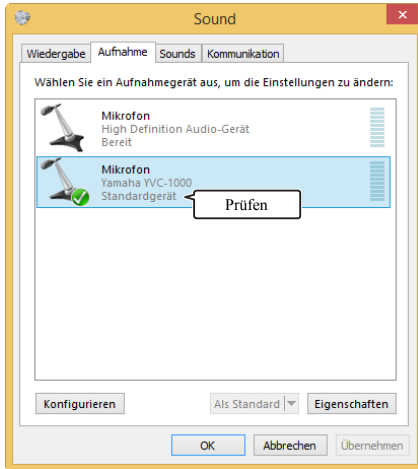 Sound
Wiedergabe Aufnahme Sounds Kommunikation
Wählen Sie ein Aufnahmegerät aus, um die Einstellungen zu ändern:
Mikrofon
High Definition Audio-Gerät
Bereit
Mikrofon
Yamaha YVC-1000
Standardgerät
Prüfen
Konfigurieren Als Standard Eigenschaften
OK Abbrechen Übernehmen